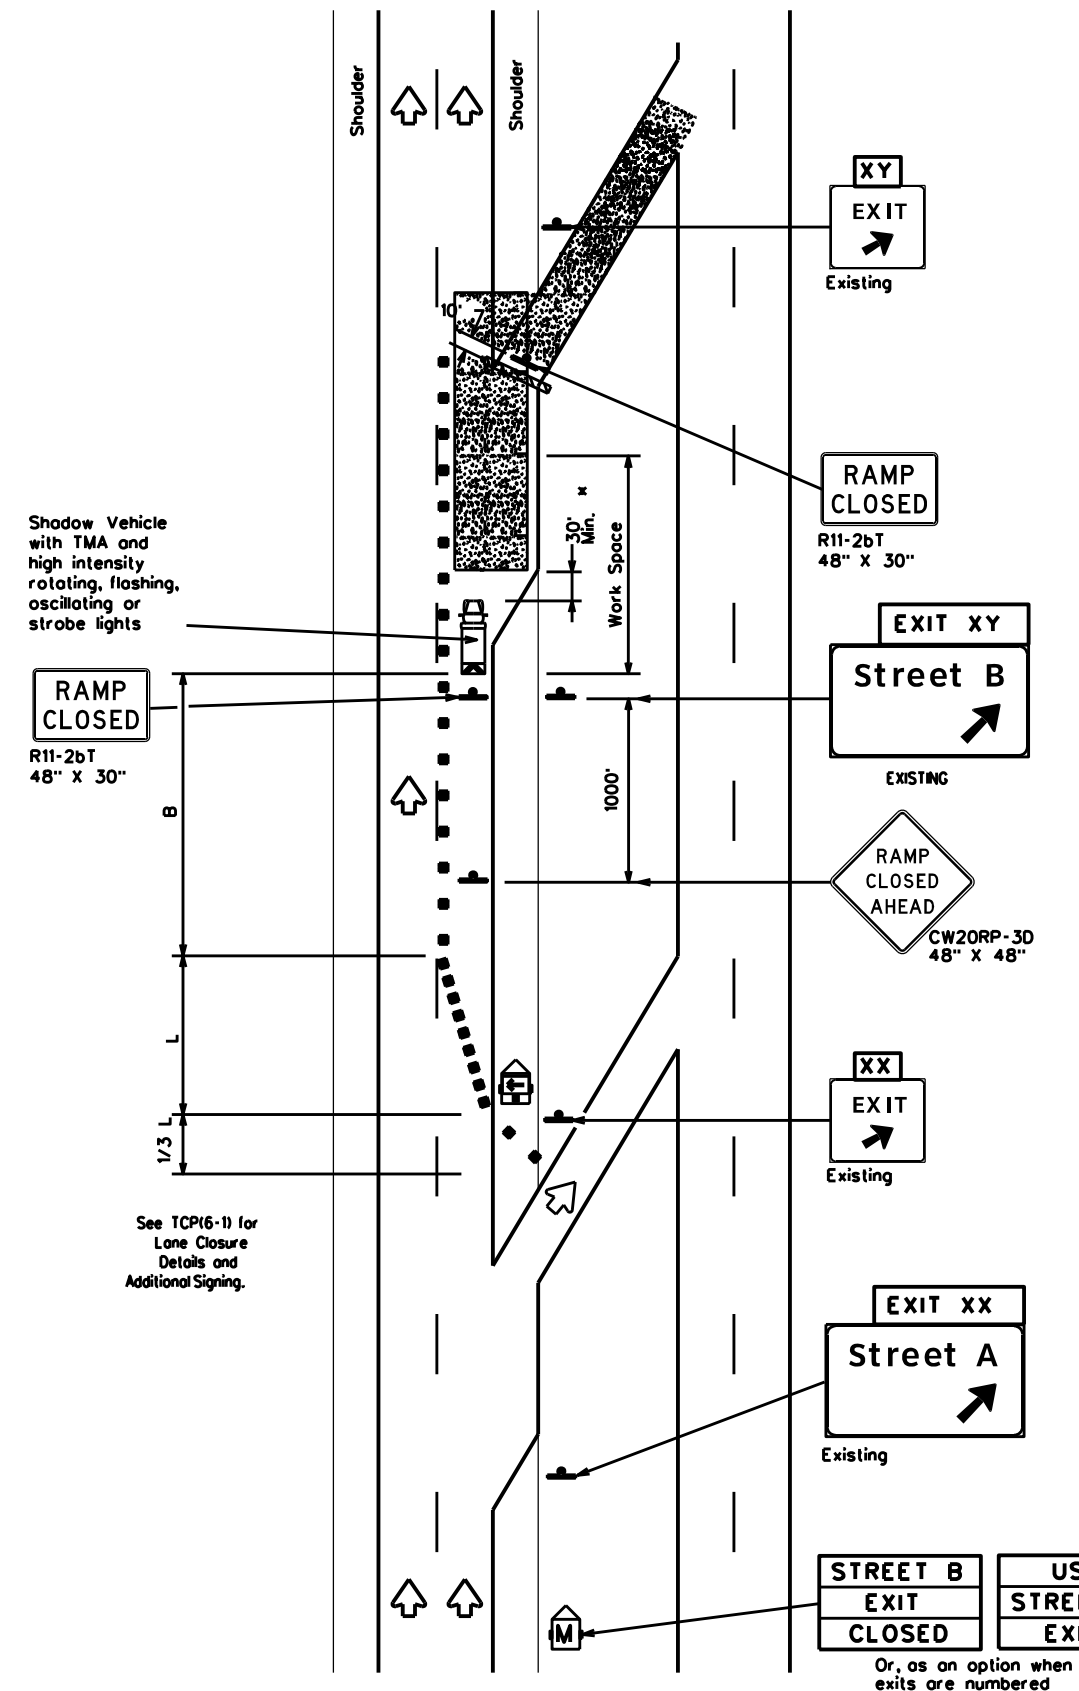 Shoulder
Shoulder
XY
EXIT
Existing
10'
RAMP
CLOSED
R11-2bT
48" X 30"
30'
Min.
x
Work Space
Shadow Vehicle
with TMA and
high intensity
rotating, flashing,
oscillating or
strobe lights
EXIT XY
Street B
EXISTING
RAMP
CLOSED
R11-2bT
48" X 30"
B
1000'
RAMP
CLOSED
AHEAD
CW20RP-3D
48" X 48"
L
XX
EXIT
Existing
1/3 L
See TCP(6-1) for
Lane Closure
Details and
Additional Signing.
EXIT XX
Street A
Existing
STREET B
EXIT
CLOSED
M
Or, as an option when
exits are numbered